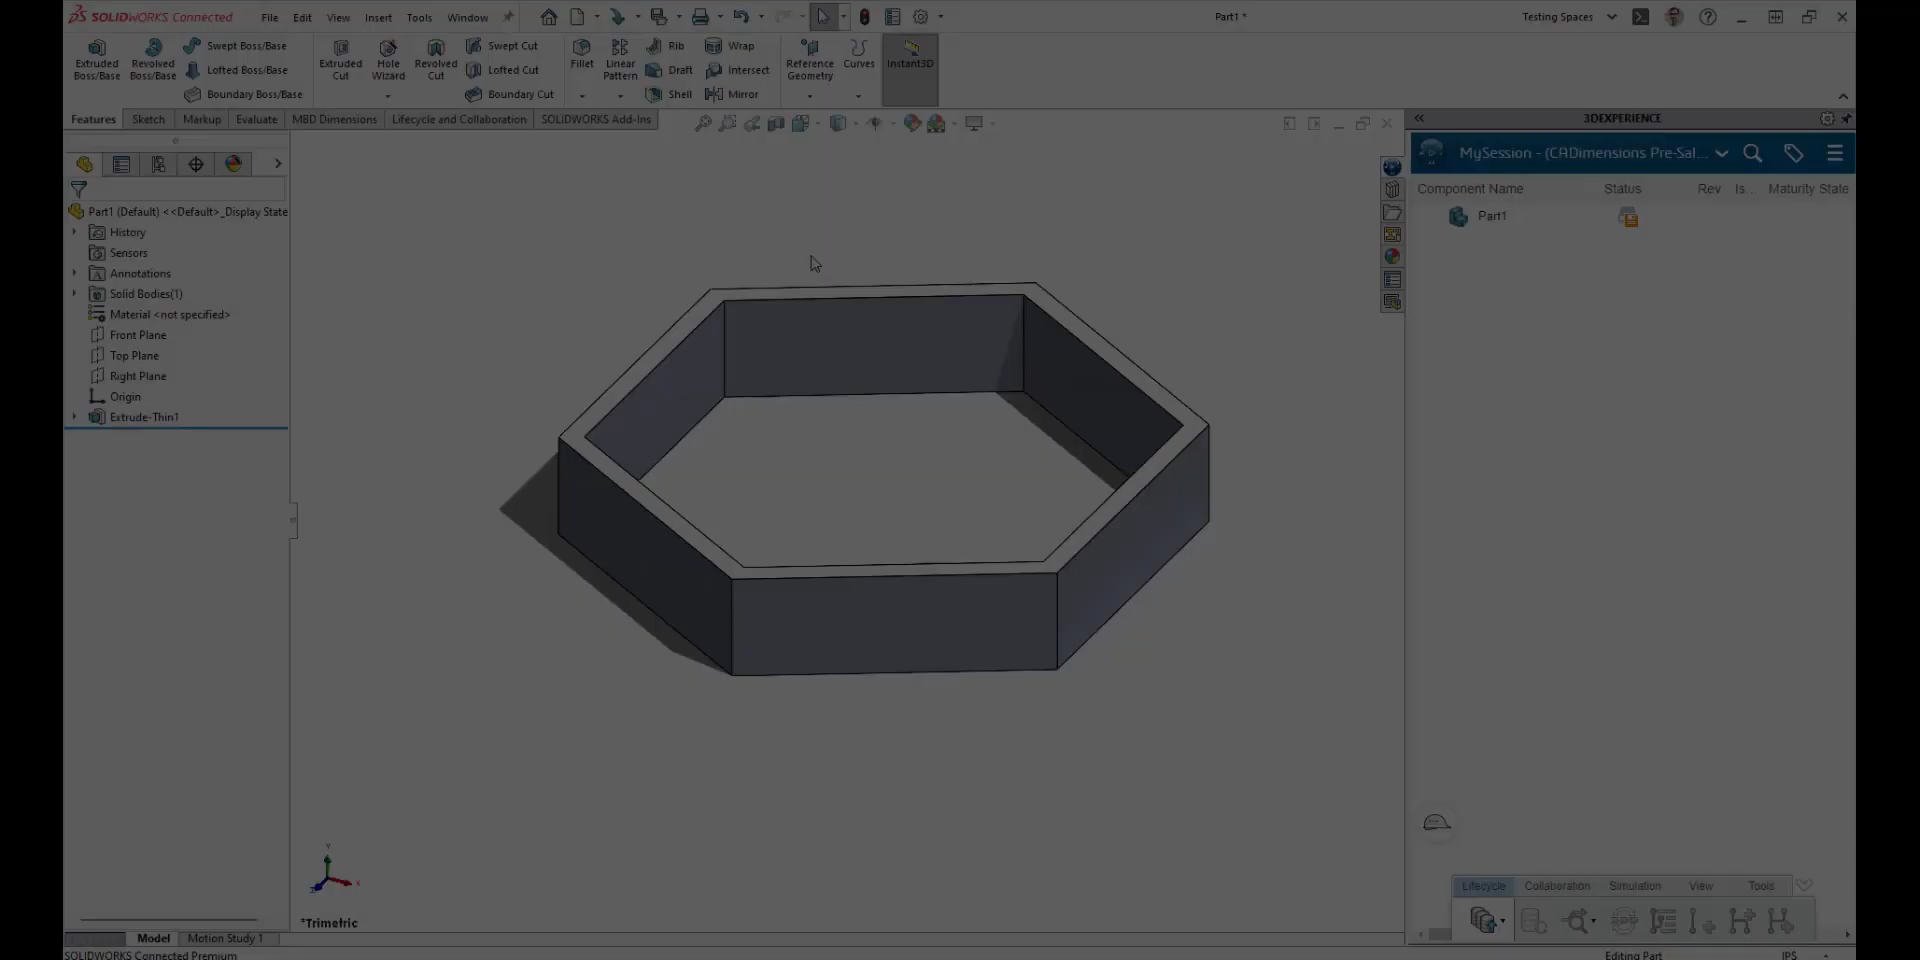 SOLIDWORKS Connected File Edit View Insert Tools Window Part1 * Testing Spaces
Extruded Boss/Base Revolved Boss/Base Swept Boss/Base Lofted Boss/Base Boundary Boss/Base Extruded Cut Hole Wizard Revolved Cut Swept Cut Lofted Cut Boundary Cut Fillet Linear Pattern Rib Draft Shell Wrap Intersect Mirror Reference Geometry Curves Instant3D
Features Sketch Markup Evaluate MBD Dimensions Lifecycle and Collaboration SOLIDWORKS Add-Ins
3DEXPERIENCE
MySession - (CADimensions Pre-Sal...
Component Name Status Rev Is... Maturity State
Part1
Part1 (Default) <<Default>_Display State
History
Sensors
Annotations
Solid Bodies(1)
Material <not specified>
Front Plane
Top Plane
Right Plane
Origin
Extrude-Thin1
Y
X
Z
*Trimetric
Lifecycle Collaboration Simulation View Tools
Model Motion Study 1
SOLIDWORKS Connected Premium Editing Part IPS